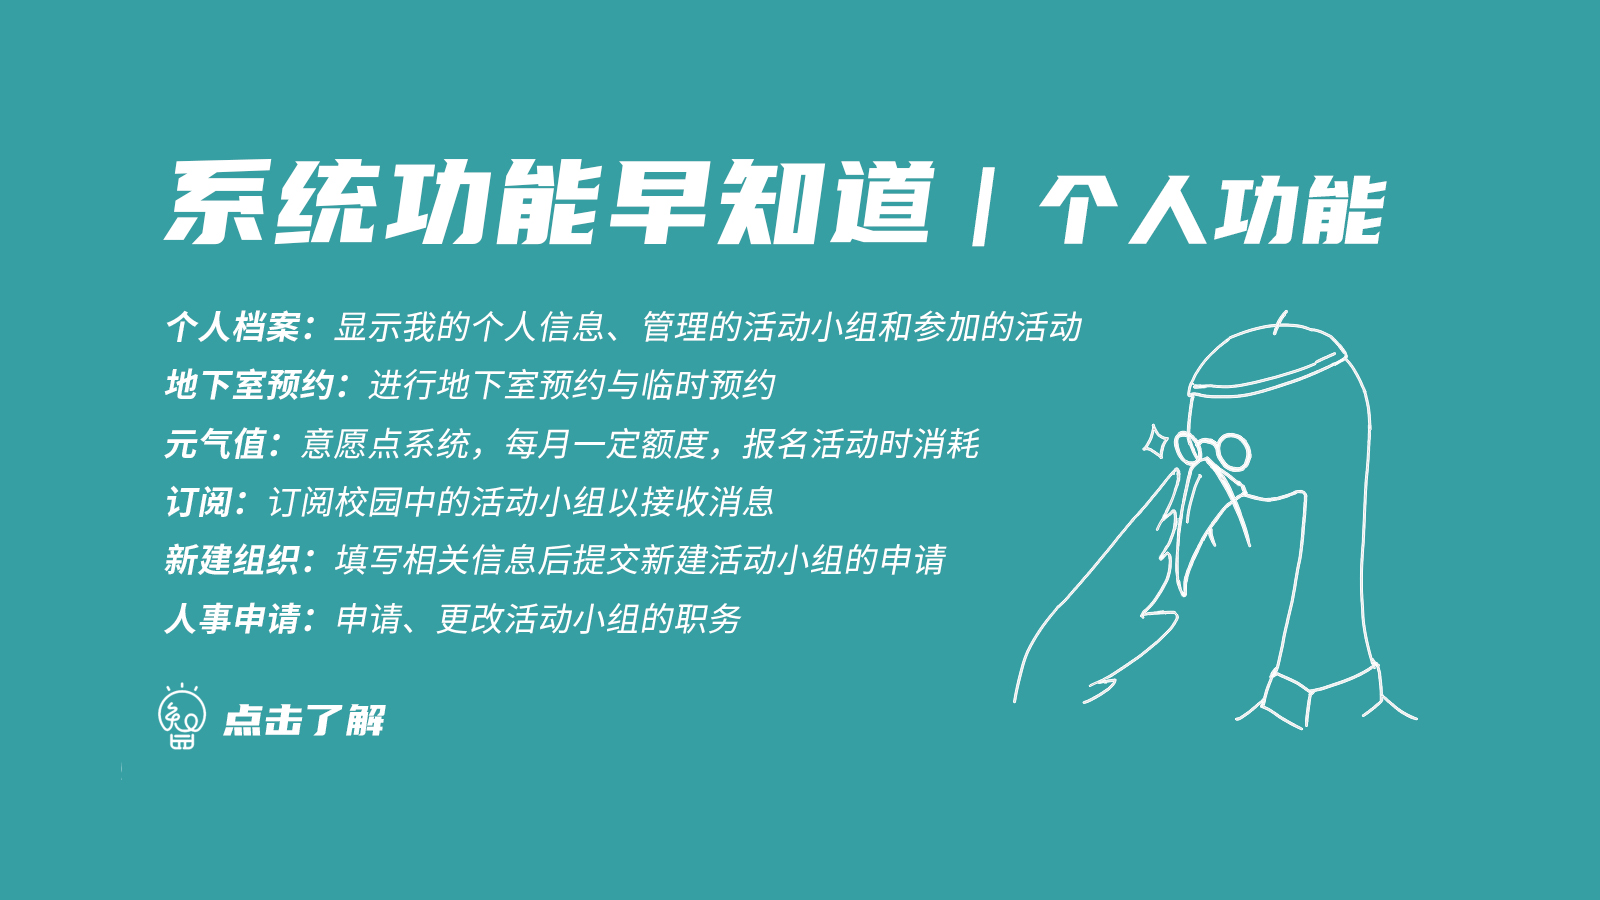 系统功能早知道 | 个人功能
个人档案：显示我的个人信息、管理的活动小组和参加的活动
地下室预约：进行地下室预约与临时预约
元气值：意愿点系统，每月一定额度，报名活动时消耗
订阅：订阅校园中的活动小组以接收消息
新建组织：填写相关信息后提交新建活动小组的申请
人事申请：申请、更改活动小组的职务
知 点击了解